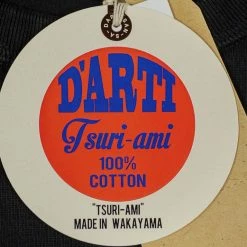 D'ARTI
Tsuri-ami
100%
COTTON
"TSURI-AMI"
MADE IN WAKAYAMA